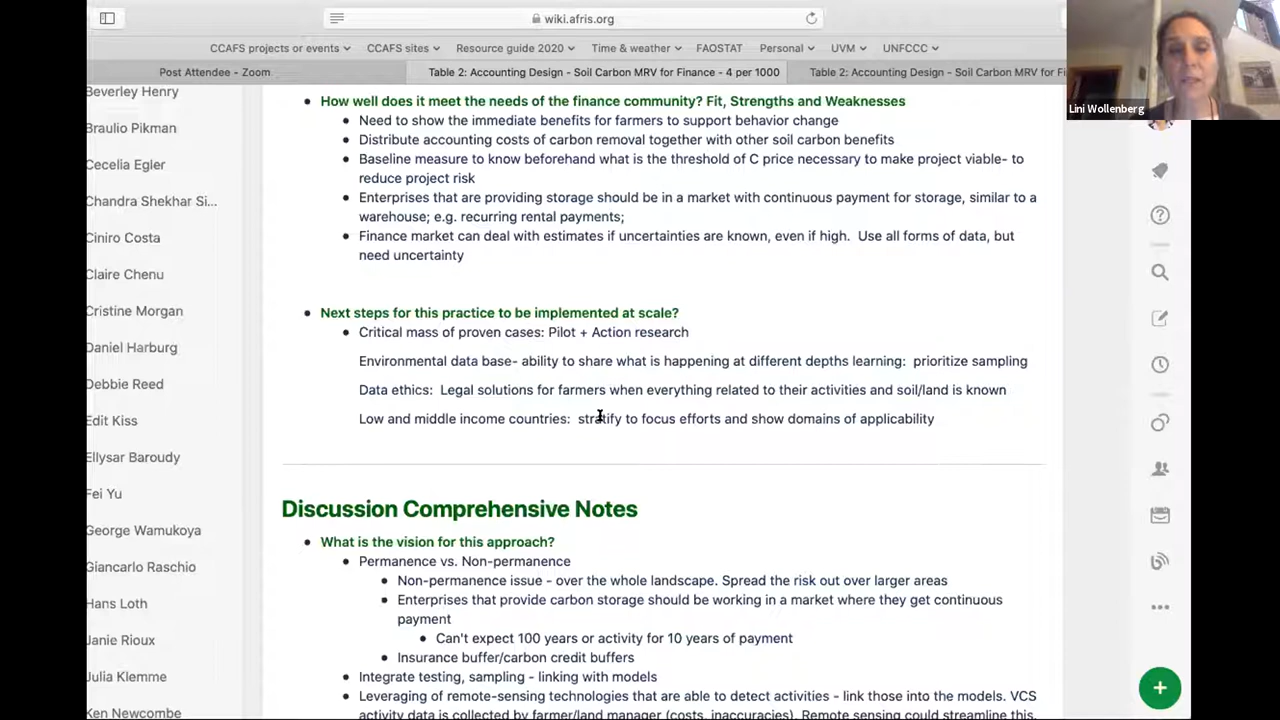 wiki.afris.org
CCAFS projects or events CCAFS sites Resource guide 2020 Time & weather FAOSTAT Personal UVM UNFCCC
Post Attendee - Zoom Table 2: Accounting Design - Soil Carbon MRV for Finance - 4 per 1000 Table 2: Accounting Design - Soil Carbon MRV for Fi
Lini Wollenberg
Beverley Henry
Braulio Pikman
Cecelia Egler
Chandra Shekhar Si...
Ciniro Costa
Claire Chenu
Cristine Morgan
Daniel Harburg
Debbie Reed
Edit Kiss
Ellysar Baroudy
Fei Yu
George Wamukoya
Giancarlo Raschio
Hans Loth
Janie Rioux
Julia Klemme
Ken Newcombe
How well does it meet the needs of the finance community? Fit, Strengths and Weaknesses
Need to show the immediate benefits for farmers to support behavior change
Distribute accounting costs of carbon removal together with other soil carbon benefits
Baseline measure to know beforehand what is the threshold of C price necessary to make project viable- to
reduce project risk
Enterprises that are providing storage should be in a market with continuous payment for storage, similar to a
warehouse; e.g. recurring rental payments;
Finance market can deal with estimates if uncertainties are known, even if high. Use all forms of data, but
need uncertainty
Next steps for this practice to be implemented at scale?
Critical mass of proven cases: Pilot + Action research
Environmental data base- ability to share what is happening at different depths learning: prioritize sampling
Data ethics: Legal solutions for farmers when everything related to their activities and soil/land is known
Low and middle income countries: stratify to focus efforts and show domains of applicability
Discussion Comprehensive Notes
What is the vision for this approach?
Permanence vs. Non-permanence
Non-permanence issue - over the whole landscape. Spread the risk out over larger areas
Enterprises that provide carbon storage should be working in a market where they get continuous
payment
Can't expect 100 years or activity for 10 years of payment
Insurance buffer/carbon credit buffers
Integrate testing, sampling - linking with models
Leveraging of remote-sensing technologies that are able to detect activities - link those into the models. VCS
activity data is collected by farmer/land manager (costs, inaccuracies). Remote sensing could streamline this.